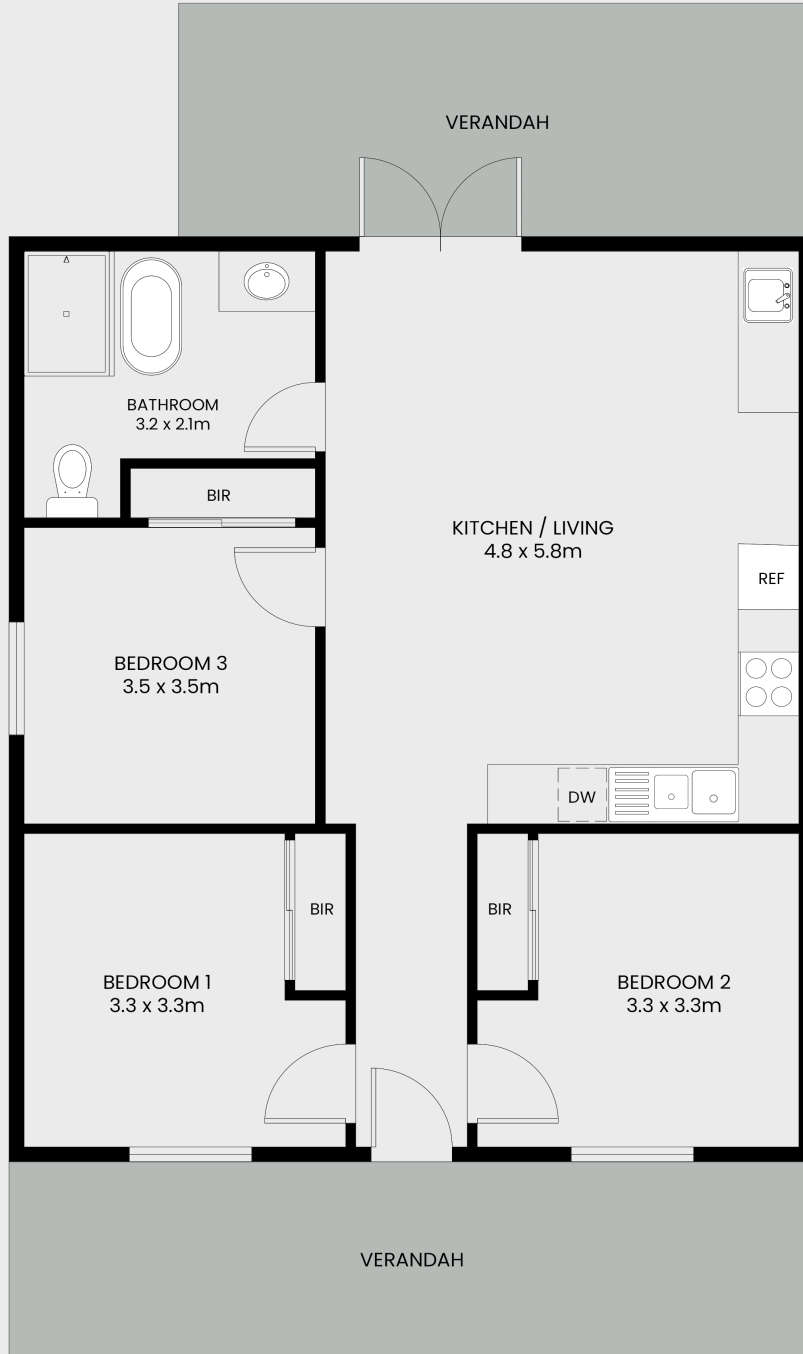 VERANDAH
BATHROOM
3.2 x 2.1m
BIR
KITCHEN / LIVING
4.8 x 5.8m
REF
BEDROOM 3
3.5 x 3.5m
DW
BIR
BIR
BEDROOM 1
3.3 x 3.3m
BEDROOM 2
3.3 x 3.3m
VERANDAH